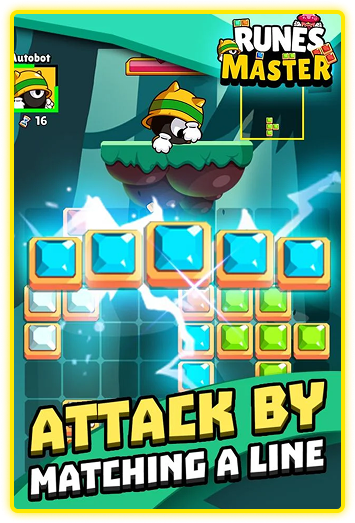 Autobot
RUNES
MASTER
16
ATTACK BY
MATCHING A LINE